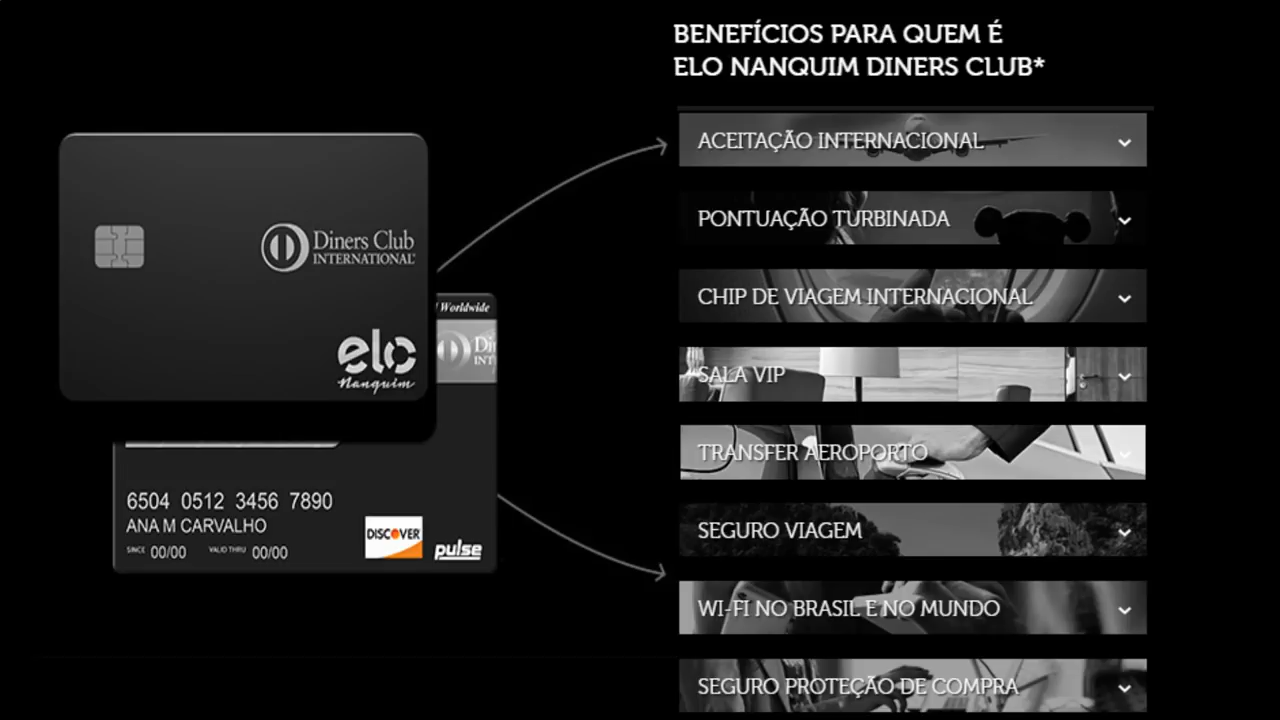 BENEFÍCIOS PARA QUEM É
ELO NANQUIM DINERS CLUB*
ACEITAÇÃO INTERNACIONAL
PONTUAÇÃO TURBINADA
CHIP DE VIAGEM INTERNACIONAL
SALA VIP
TRANSFER AEROPORTO
SEGURO VIAGEM
WI-FI NO BRASIL E NO MUNDO
SEGURO PROTEÇÃO DE COMPRA
Diners Club
INTERNATIONAL
elo
Nanquim
Worldwide
6504 0512 3456 7890
ANA M CARVALHO
SINCE 00/00 VALID THRU 00/00
DISCOVER
pulse